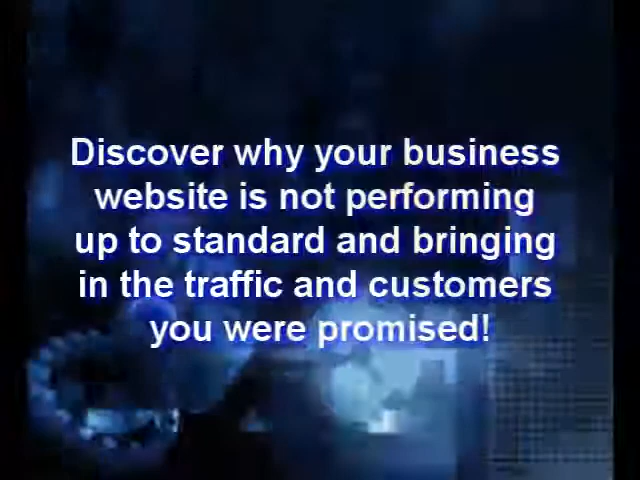 Discover why your business
website is not performing
up to standard and bringing
in the traffic and customers
you were promised!